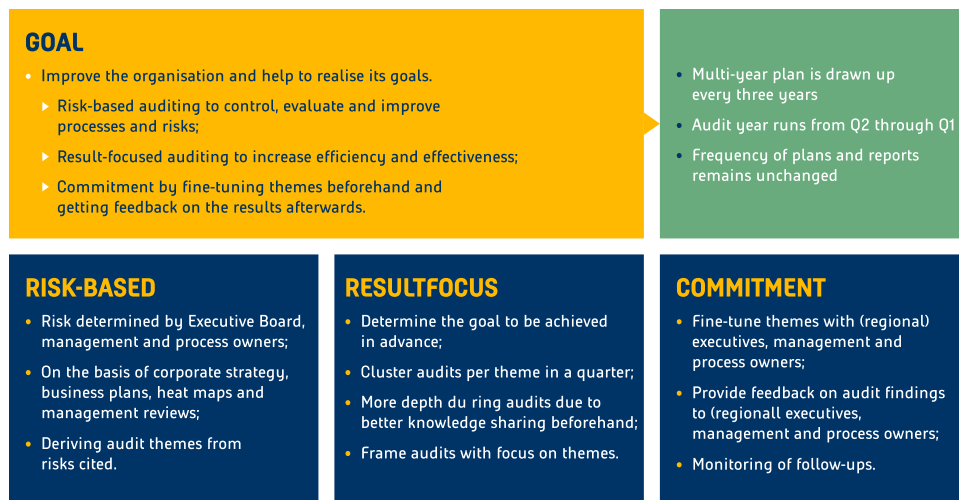 GOAL
Improve the organisation and help to realise its goals.
Risk-based auditing to control, evaluate and improve
processes and risks;
Result-focused auditing to increase efficiency and effectiveness;
Commitment by fine-tuning themes beforehand and
getting feedback on the results afterwards.
Multi-year plan is drawn up
every three years
Audit year runs from Q2 through Q1
Frequency of plans and reports
remains unchanged
RISK-BASED
Risk determined by Executive Board,
management and process owners;
On the basis of corporate strategy,
business plans, heat maps and
management reviews;
Deriving audit themes from
risks cited.
RESULTFOCUS
Determine the goal to be achieved
in advance;
Cluster audits per theme in a quarter;
More depth du ring audits due to
better knowledge sharing beforehand;
Frame audits with focus on themes.
COMMITMENT
Fine-tune themes with (regional)
executives, management and
process owners;
Provide feedback on audit findings
to (regionall executives,
management and process owners;
Monitoring of follow-ups.